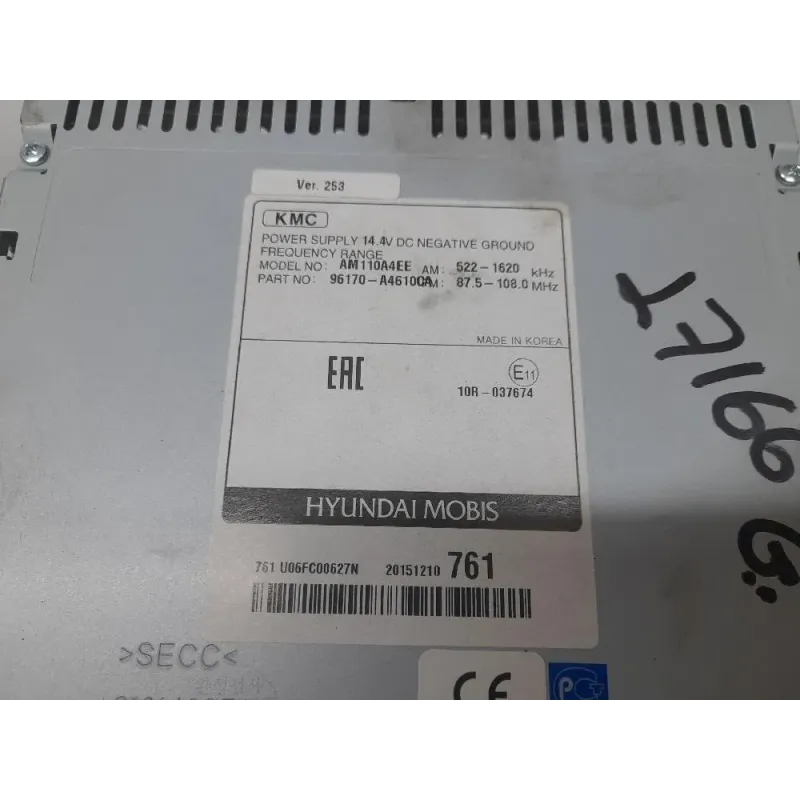 Ver. 253
KMC
POWER SUPPLY 14.4V DC NEGATIVE GROUND
FREQUENCY RANGE
MODEL NO: AM110A4EE AM: 522-1620 kHz
PART NO: 96170-A4610CA FM: 87.5-108.0 MHz
MADE IN KOREA
EAC
E11
10R-037674
HYUNDAI MOBIS
761 U06FC00627N 20151210 761
>SECC<
CE
27166 G: